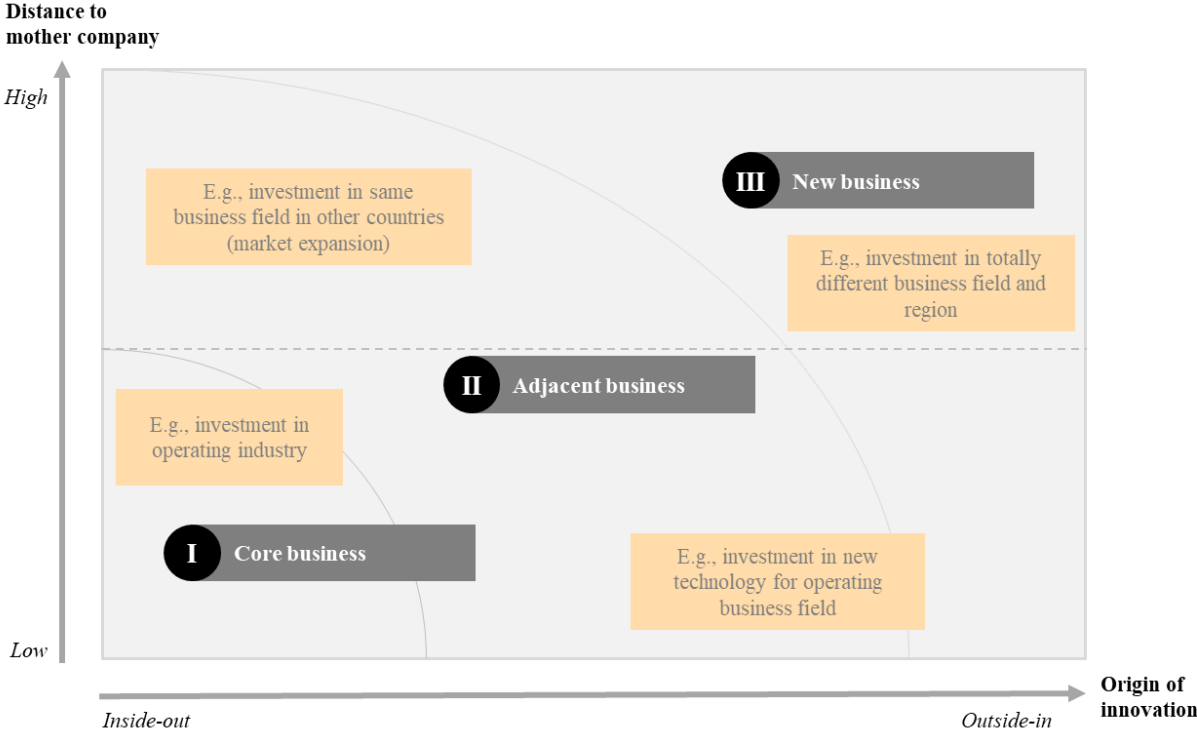 Distance to
mother company
High
III
New business
E.g., investment in same
business field in other countries
(market expansion)
E.g., investment in totally
different business field and
region
II
Adjacent business
E.g., investment in
operating industry
I
Core business
E.g., investment in new
technology for operating
business field
Low
Origin of
innovation
Inside-out
Outside-in